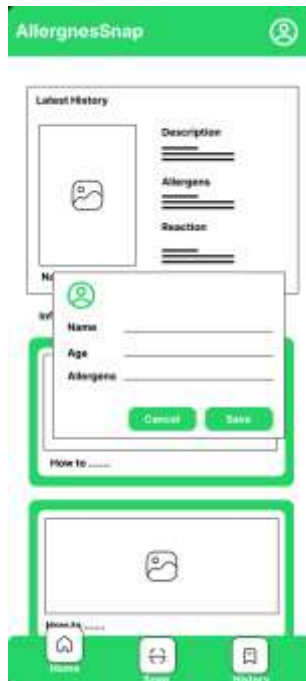 AllergnesSnap
Latest History
Description
Allergens
Reaction
Name
Age
Allergens
Cancel
Save
How to ......
How to ......
Home
Scan
History